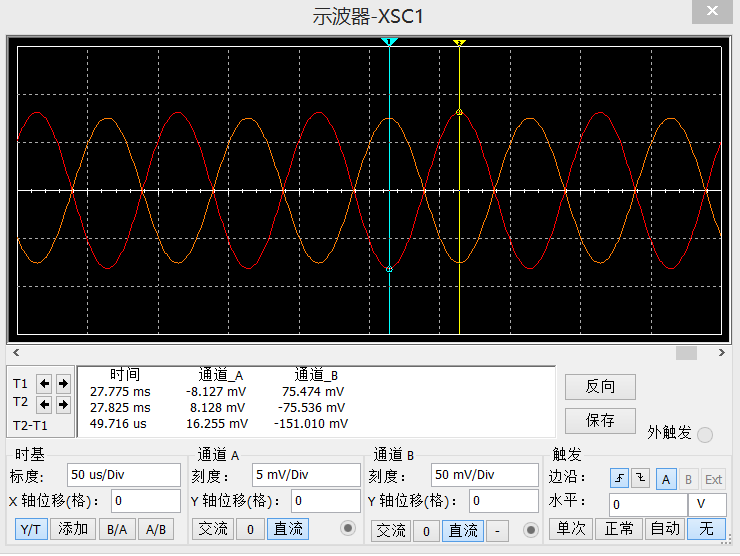 示波器-XSC1
1 2
时间 通道_A 通道_B
T1 27.775 ms -8.127 mV 75.474 mV 反向
T2 27.825 ms 8.128 mV -75.536 mV
T2-T1 49.716 us 16.255 mV -151.010 mV 保存
外触发
时基 通道 A 通道 B 触发
标度: 50 us/Div 刻度: 5 mV/Div 刻度: 50 mV/Div 边沿: A B Ext
X 轴位移(格): 0 Y 轴位移(格): 0 Y 轴位移(格): 0 水平: 0 V
Y/T 添加 B/A A/B 交流 0 直流 交流 0 直流 - 单次 正常 自动 无